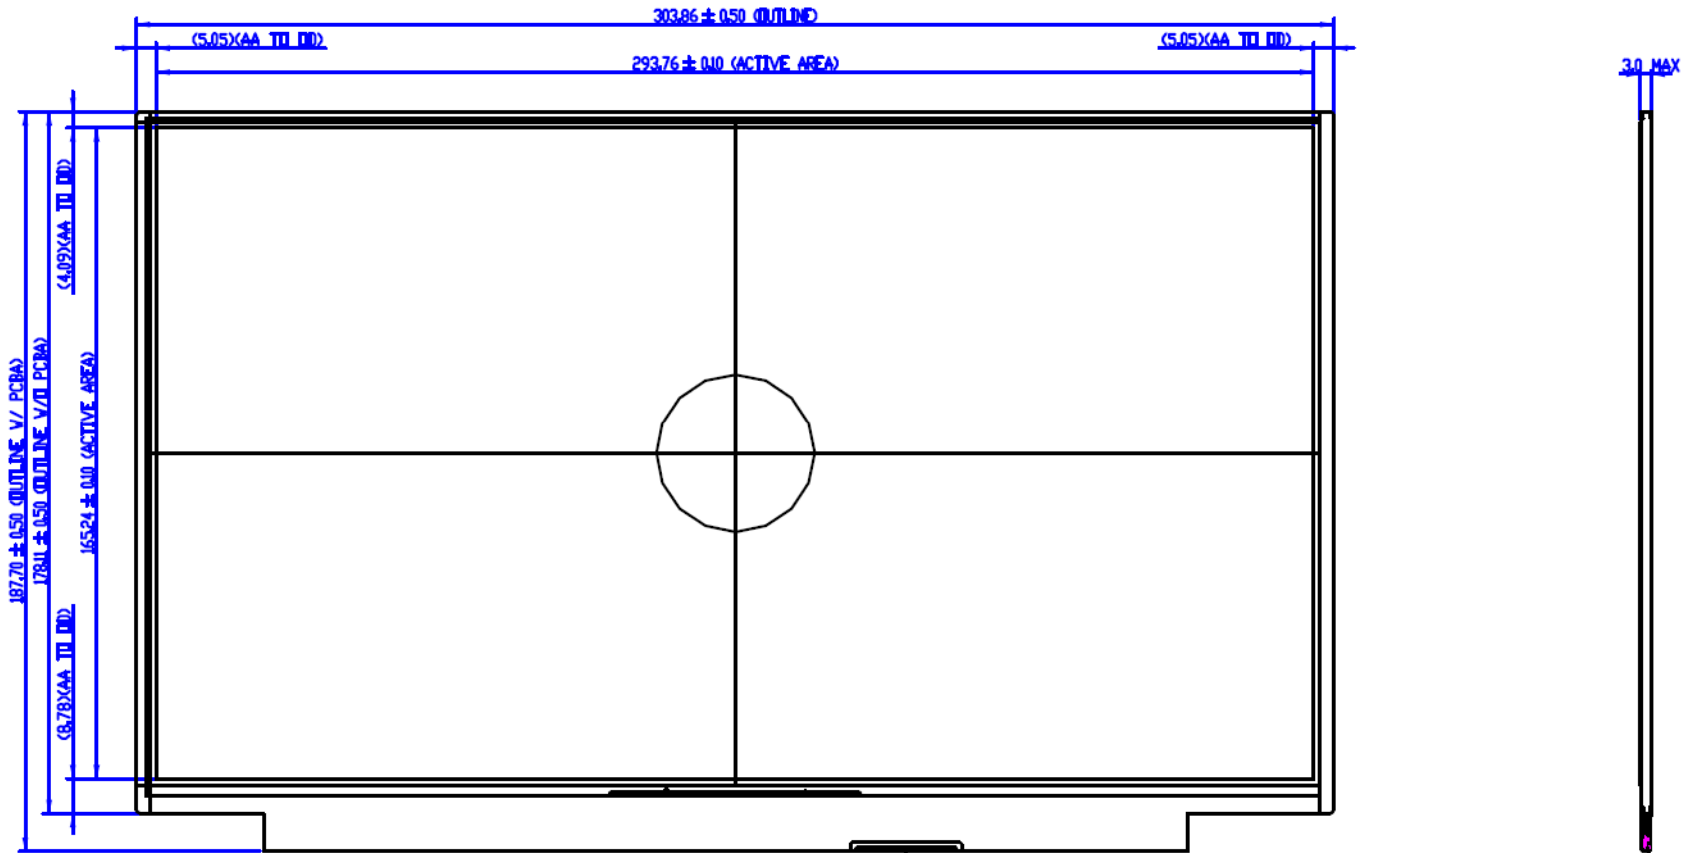 303.86 ± 0.50 (OUTLINE)
(5.05)(AA TO OD)
(5.05)(AA TO OD)
293.76 ± 0.10 (ACTIVE AREA)
3.0 MAX
(4.09)(AA TO OD)
187.70 ± 0.50 (OUTLINE W/ PCBA)
178.11 ± 0.50 (OUTLINE W/O PCBA)
165.24 ± 0.10 (ACTIVE AREA)
(8.78)(AA TO OD)